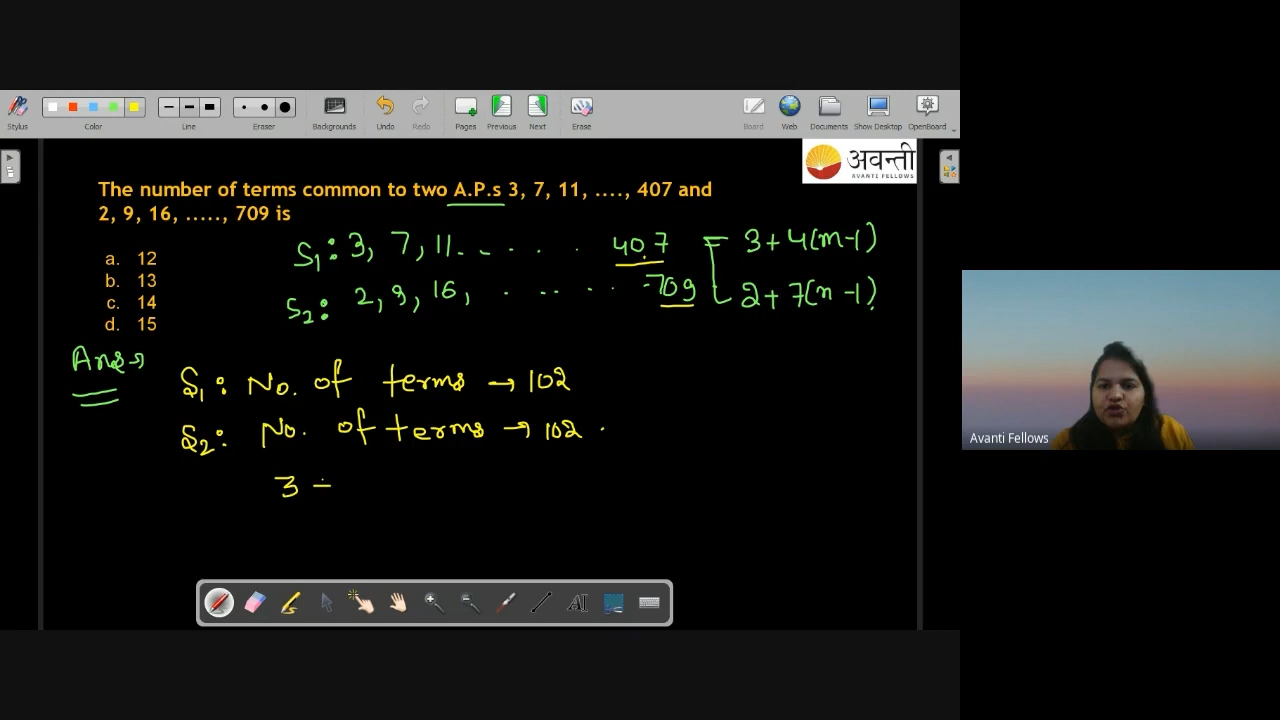 Stylus
Color
Line
Eraser
Backgrounds
Undo
Redo
Pages
Previous
Next
Erase
Board
Web
Documents
Show Desktop
OpenBoard
अवन्ती
AVANTI FELLOWS
The number of terms common to two A.P.s 3, 7, 11, ...., 407 and
2, 9, 16, ....., 709 is
a. 12
b. 13
c. 14
d. 15
S₁: 3, 7, 11 - - . . . . 407 = 3+4(m-1)
S₂: 2, 9, 16, . .. . . . -709 2+7(n-1)
Ans→
S₁: No. of terms → 102
S₂: No. of terms → 102 .
3 ÷
AI
Avanti Fellows